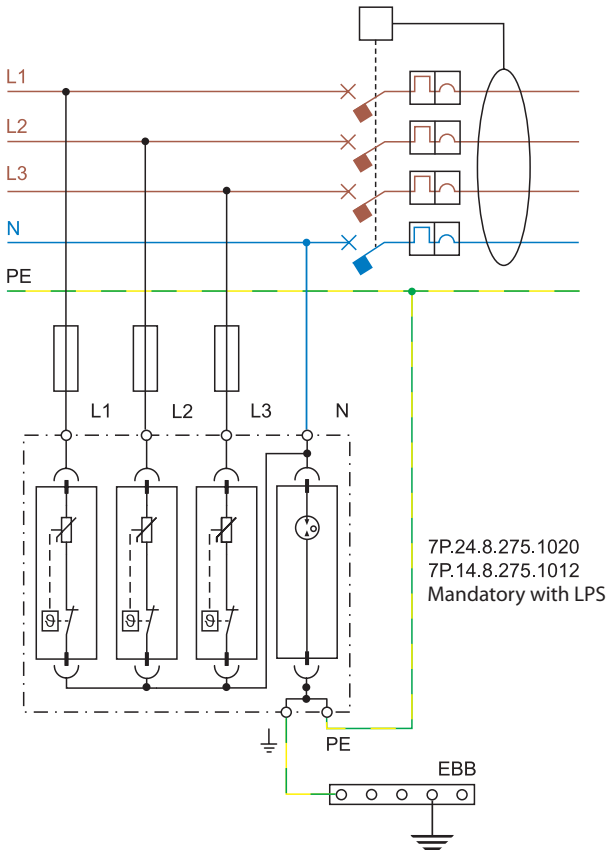 L1
L2
L3
N
PE
L1 L2 L3 N
ϑ ϑ ϑ
7P.24.8.275.1020
7P.14.8.275.1012
Mandatory with LPS
PE
EBB